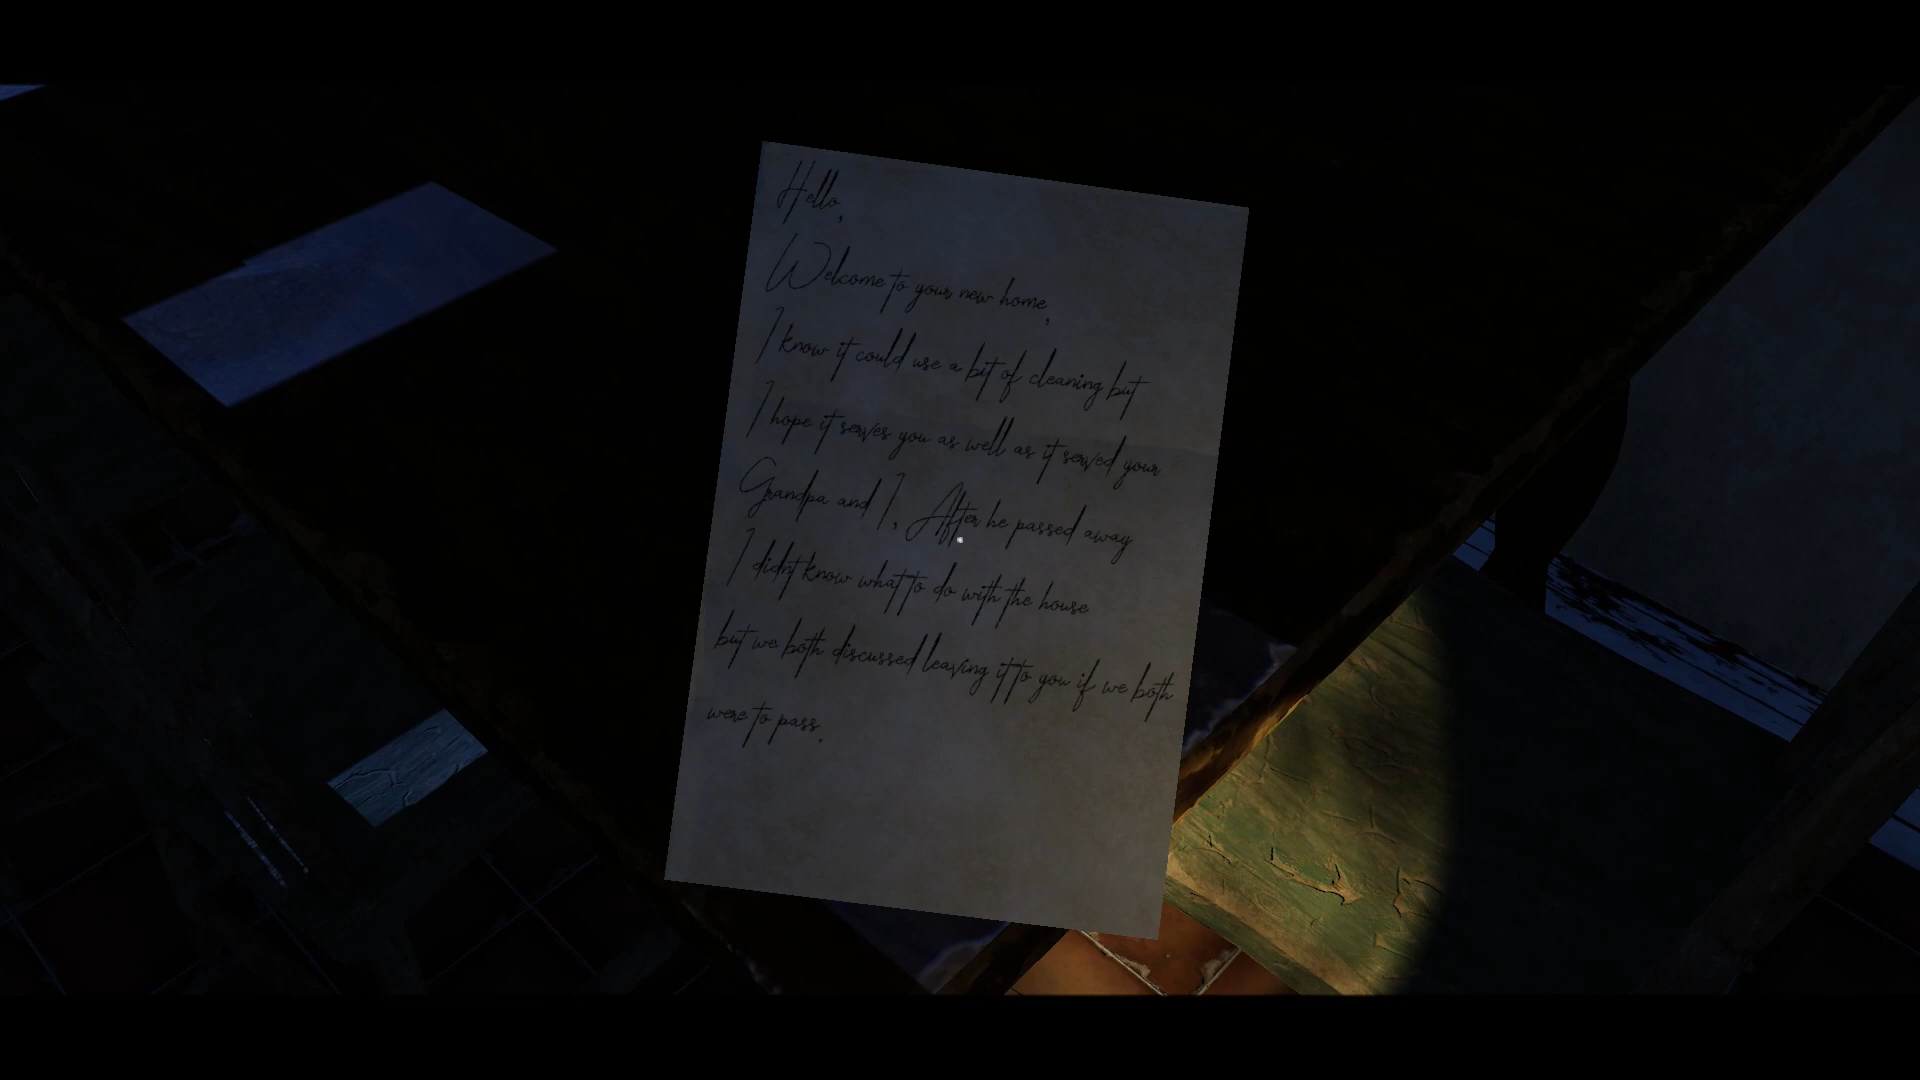 Hello,
Welcome to your new home,
I know it could use a bit of cleaning but
I hope it serves you as well as it served your
Grandpa and I, After he passed away
I didnt know what to do with the house
but we both discussed leaving it to you if we both
were to pass.